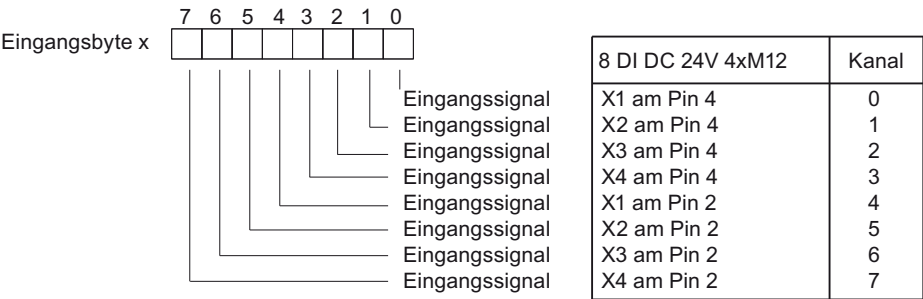 7 6 5 4 3 2 1 0
Eingangsbyte x
8 DI DC 24V 4xM12 Kanal
Eingangssignal X1 am Pin 4 0
Eingangssignal X2 am Pin 4 1
Eingangssignal X3 am Pin 4 2
Eingangssignal X4 am Pin 4 3
Eingangssignal X1 am Pin 2 4
Eingangssignal X2 am Pin 2 5
Eingangssignal X3 am Pin 2 6
Eingangssignal X4 am Pin 2 7